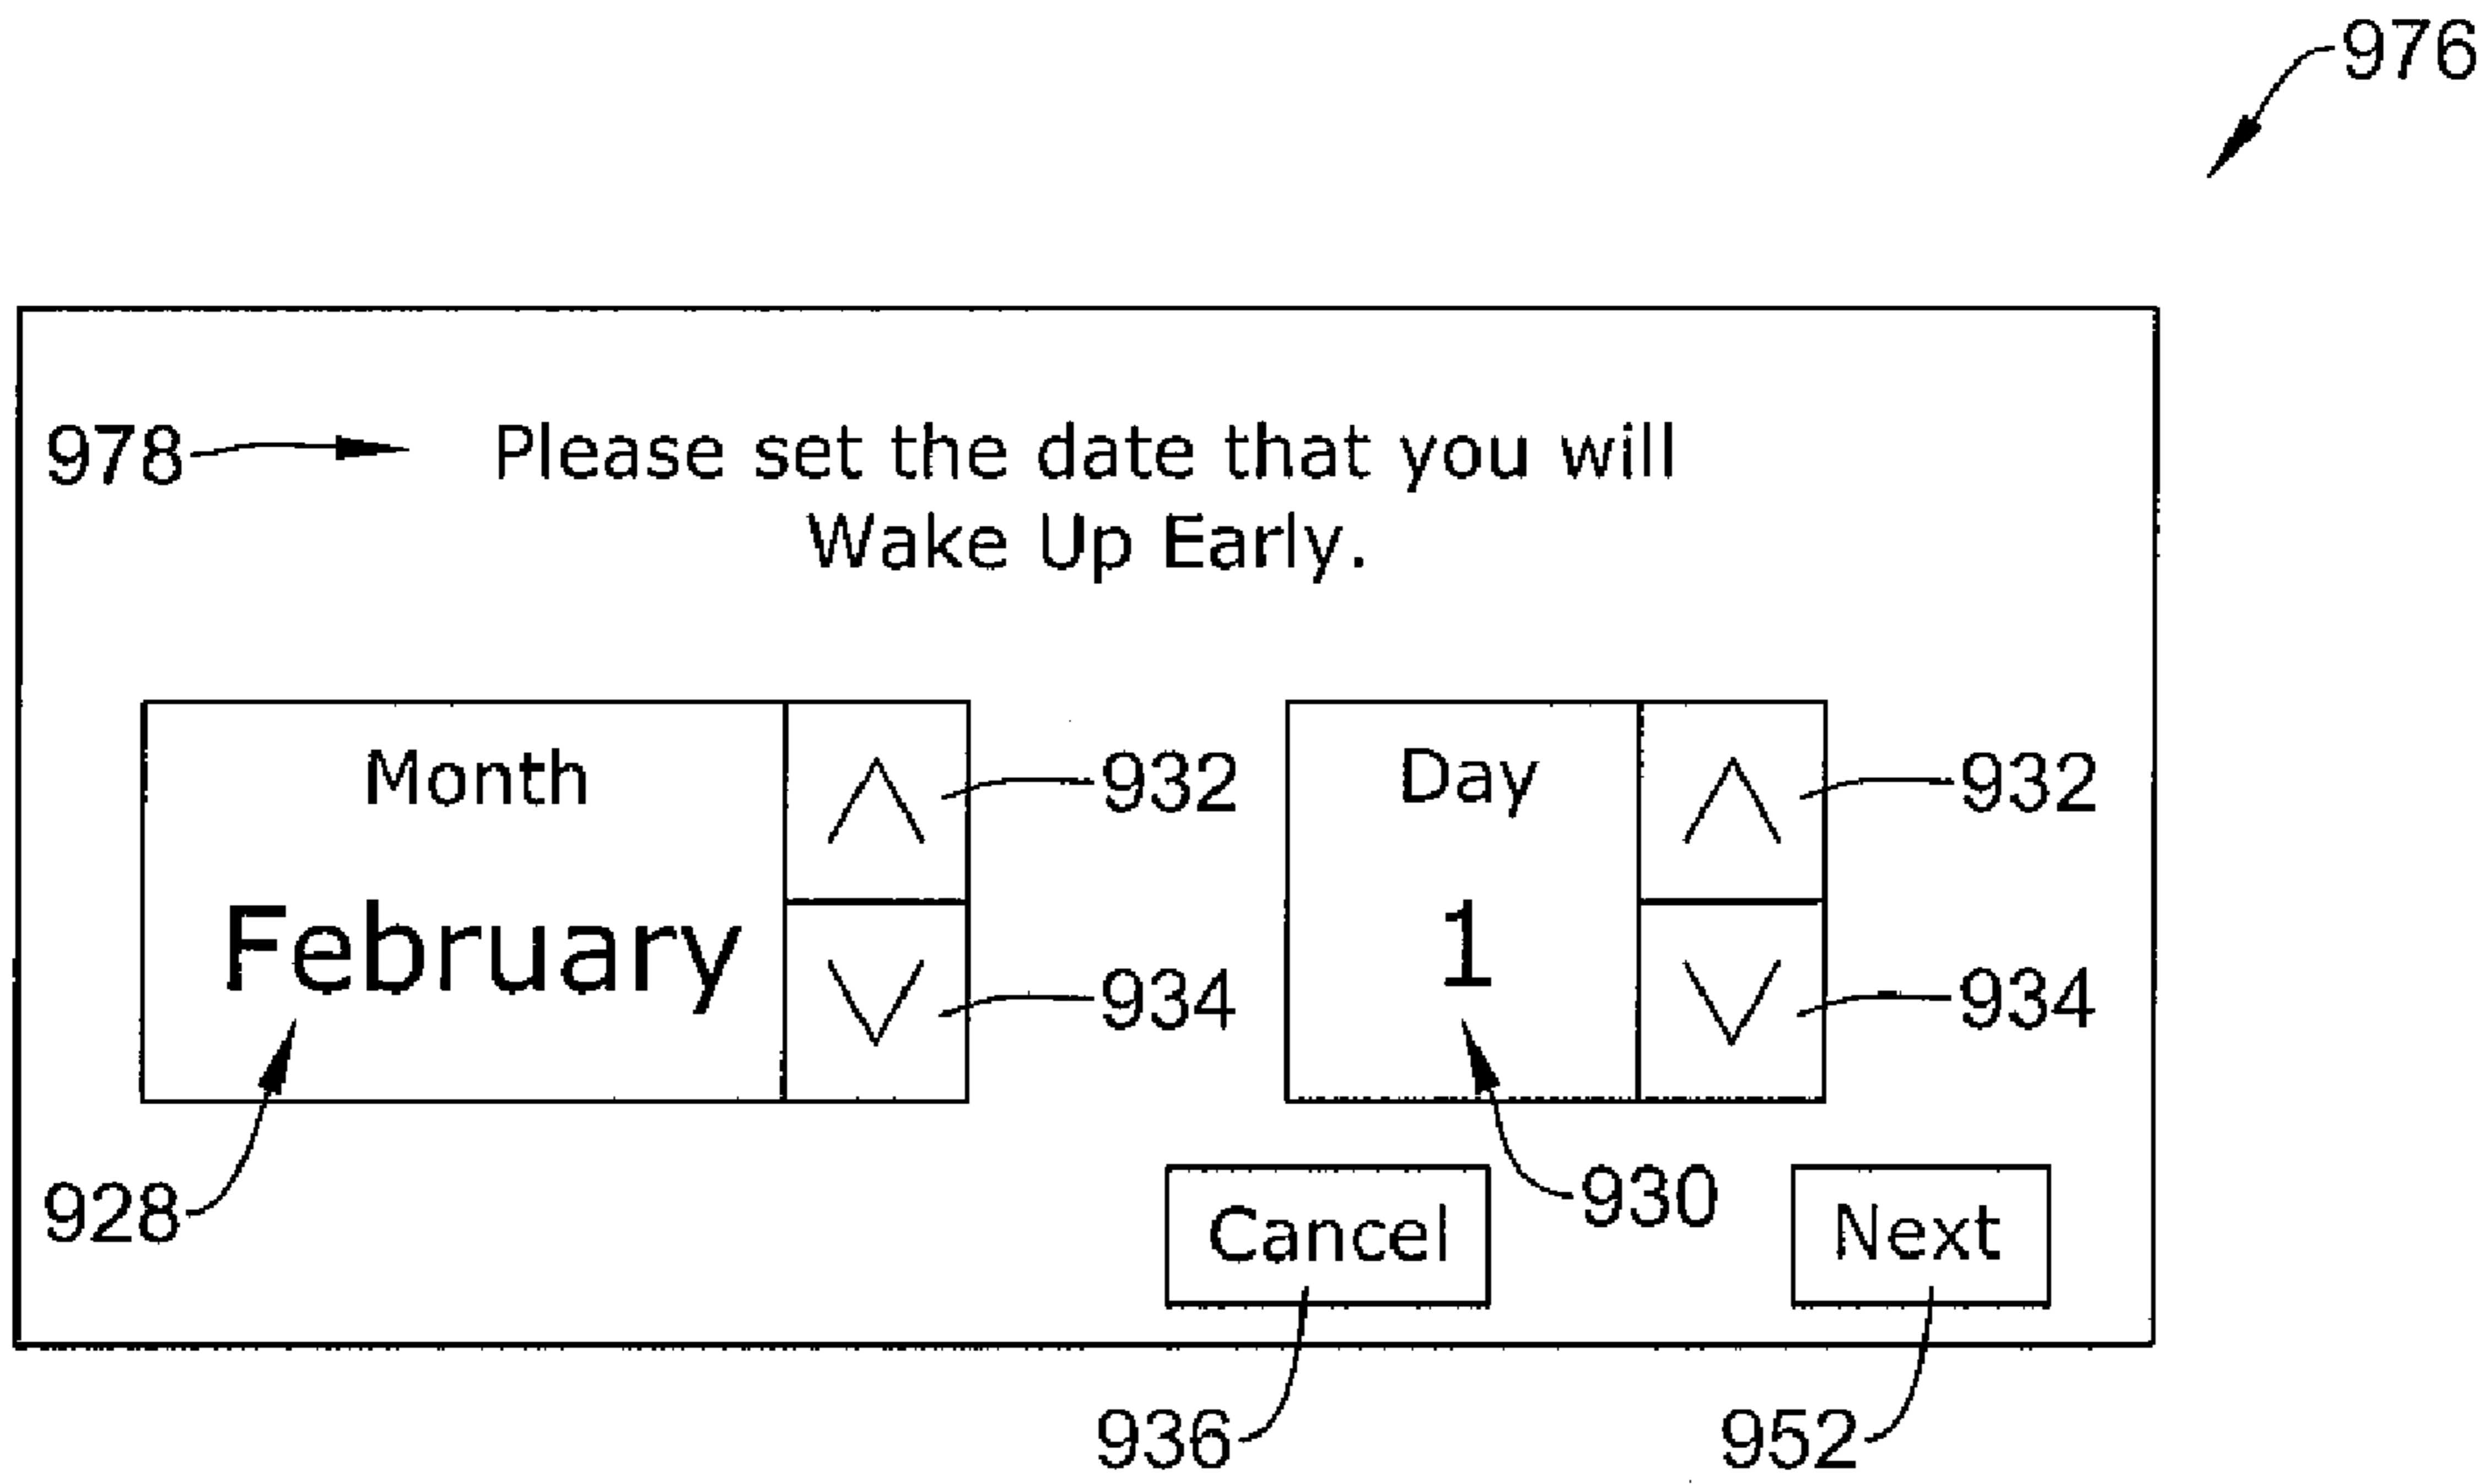 976
978 Please set the date that you will
Wake Up Early.
Month 932 Day 932
February 934 1 934
928 930
Cancel Next
936 952